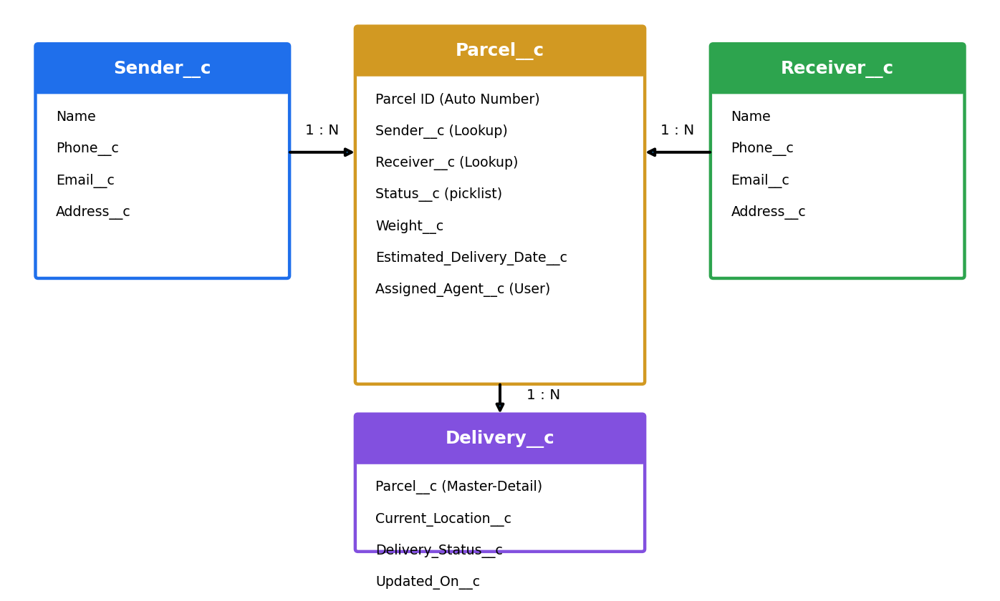 Sender__c
Name
Phone__c
Email__c
Address__c
1 : N
Parcel__c
Parcel ID (Auto Number)
Sender__c (Lookup)
Receiver__c (Lookup)
Status__c (picklist)
Weight__c
Estimated_Delivery_Date__c
Assigned_Agent__c (User)
1 : N
Receiver__c
Name
Phone__c
Email__c
Address__c
1 : N
Delivery__c
Parcel__c (Master-Detail)
Current_Location__c
Delivery_Status__c
Updated_On__c